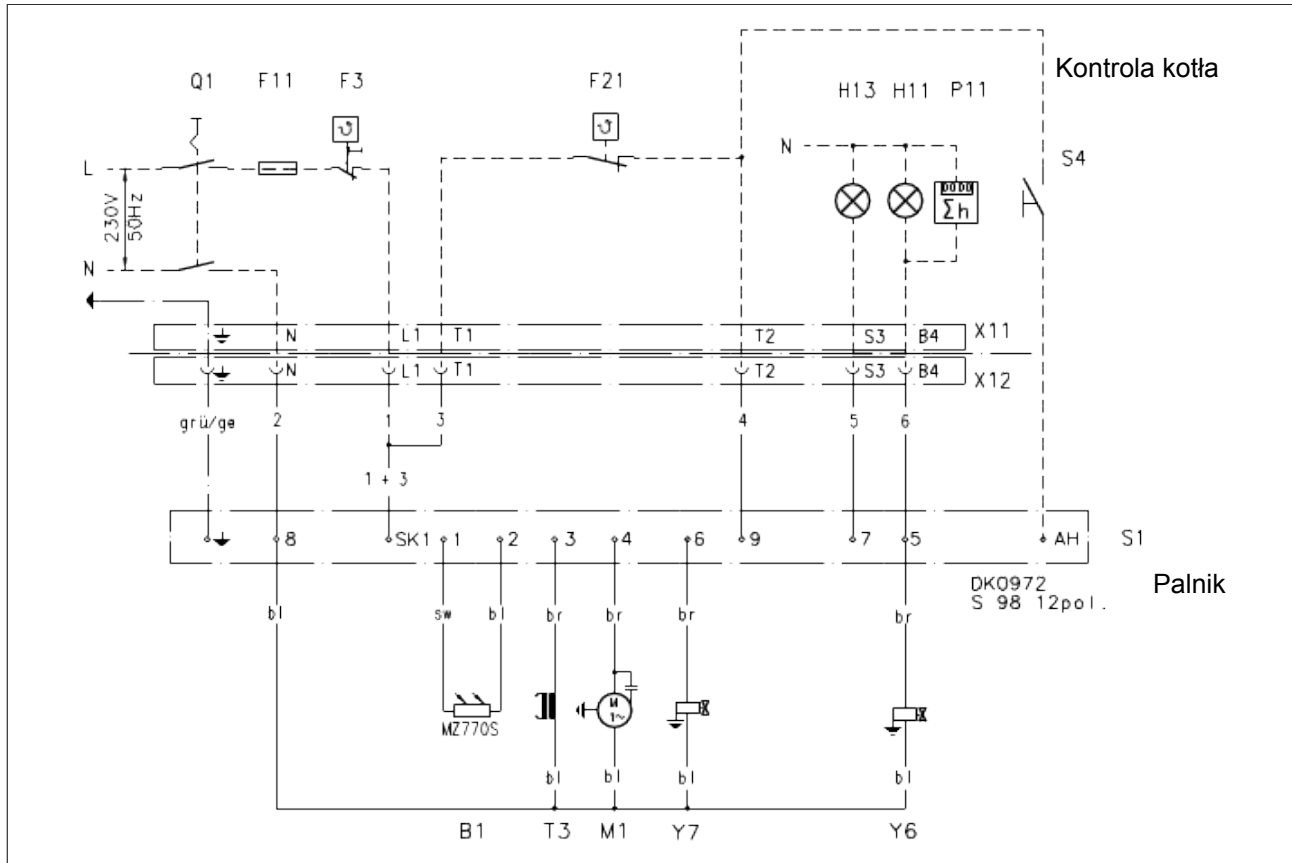 Kontrola kotła
Q1 F11 F3 F21
H13 H11 P11
N
S4
L
230V
50Hz
Σh
N
N L1 T1 T2 S3 B4 X11
N L1 T1 T2 S3 B4 X12
grü/ge 2 1 3 4 5 6
1 + 3
8 SK1 1 2 3 4 6 9 7 5 AH S1
DKO972
S 98 12pol.
Palnik
bl sw bl br br br br
M
1~
MZ770S
bl bl bl bl
B1 T3 M1 Y7 Y6